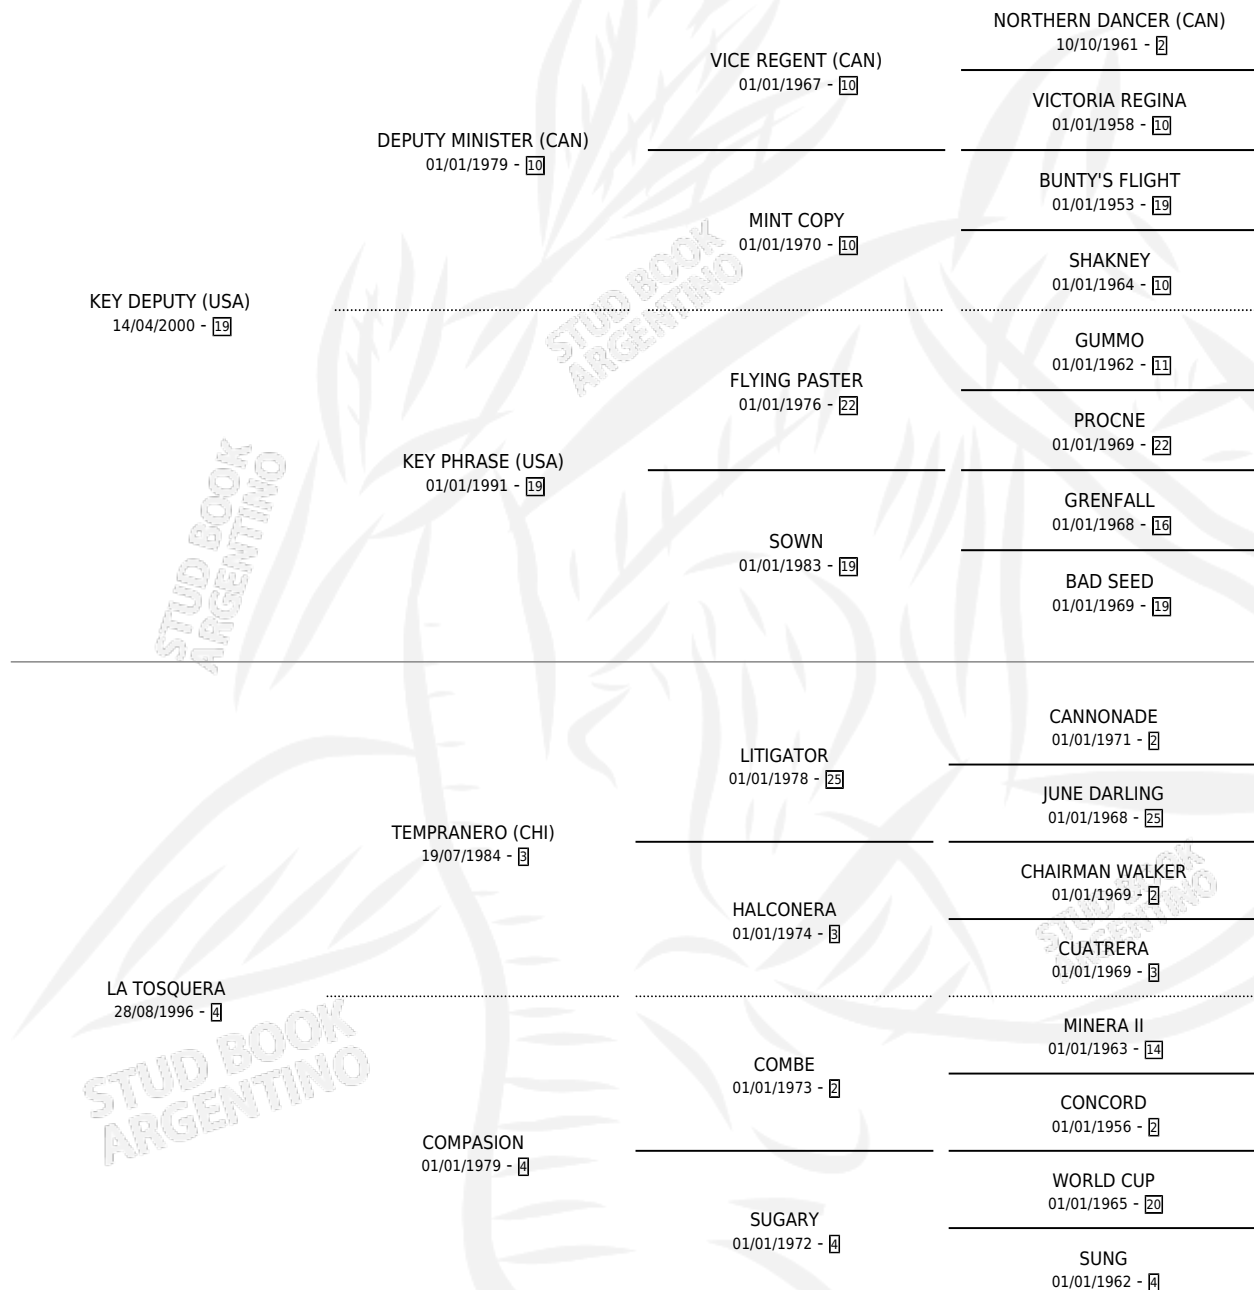 NORTHERN DANCER (CAN)
10/10/1961 - 2
VICE REGENT (CAN)
01/01/1967 - 10
VICTORIA REGINA
01/01/1958 - 10
DEPUTY MINISTER (CAN)
01/01/1979 - 10
BUNTY'S FLIGHT
01/01/1953 - 19
MINT COPY
01/01/1970 - 10
SHAKNEY
01/01/1964 - 10
KEY DEPUTY (USA)
14/04/2000 - 19
GUMMO
01/01/1962 - 11
FLYING PASTER
01/01/1976 - 22
PROCNE
01/01/1969 - 22
KEY PHRASE (USA)
01/01/1991 - 19
GRENFALL
01/01/1968 - 16
SOWN
01/01/1983 - 19
BAD SEED
01/01/1969 - 19
CANNONADE
01/01/1971 - 2
LITIGATOR
01/01/1978 - 25
JUNE DARLING
01/01/1968 - 25
TEMPRANERO (CHI)
19/07/1984 - 3
CHAIRMAN WALKER
01/01/1969 - 2
HALCONERA
01/01/1974 - 3
CUATRERA
01/01/1969 - 3
LA TOSQUERA
28/08/1996 - 4
MINERA II
01/01/1963 - 14
COMBE
01/01/1973 - 2
CONCORD
01/01/1956 - 2
COMPASION
01/01/1979 - 4
WORLD CUP
01/01/1965 - 20
SUGARY
01/01/1972 - 4
SUNG
01/01/1962 - 4
STUD BOOK
ARGENTINO
STUD BOOK
ARGENTINO
STUD BOOK
ARGENTINO
STUD BOOK
ARGENTINO